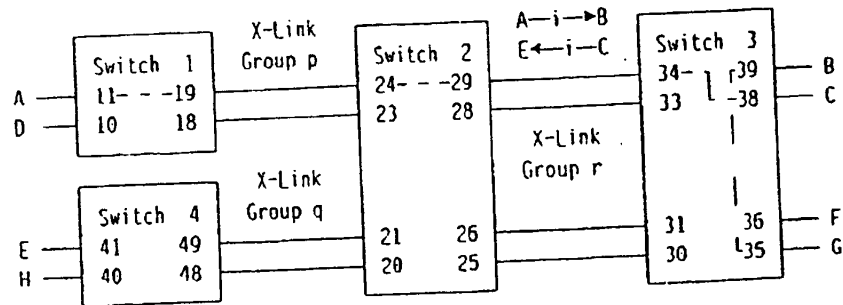 X-Link
Group p
A—i—►B
E◄—i—C
Switch 1
11- - -19
10 18
A
D
Switch 2
24- - -29
23 28
21 26
20 25
Switch 3
34- 39
33 -38
31 36
30 35
B
C
F
G
X-Link
Group q
X-Link
Group r
Switch 4
41 49
40 48
E
H